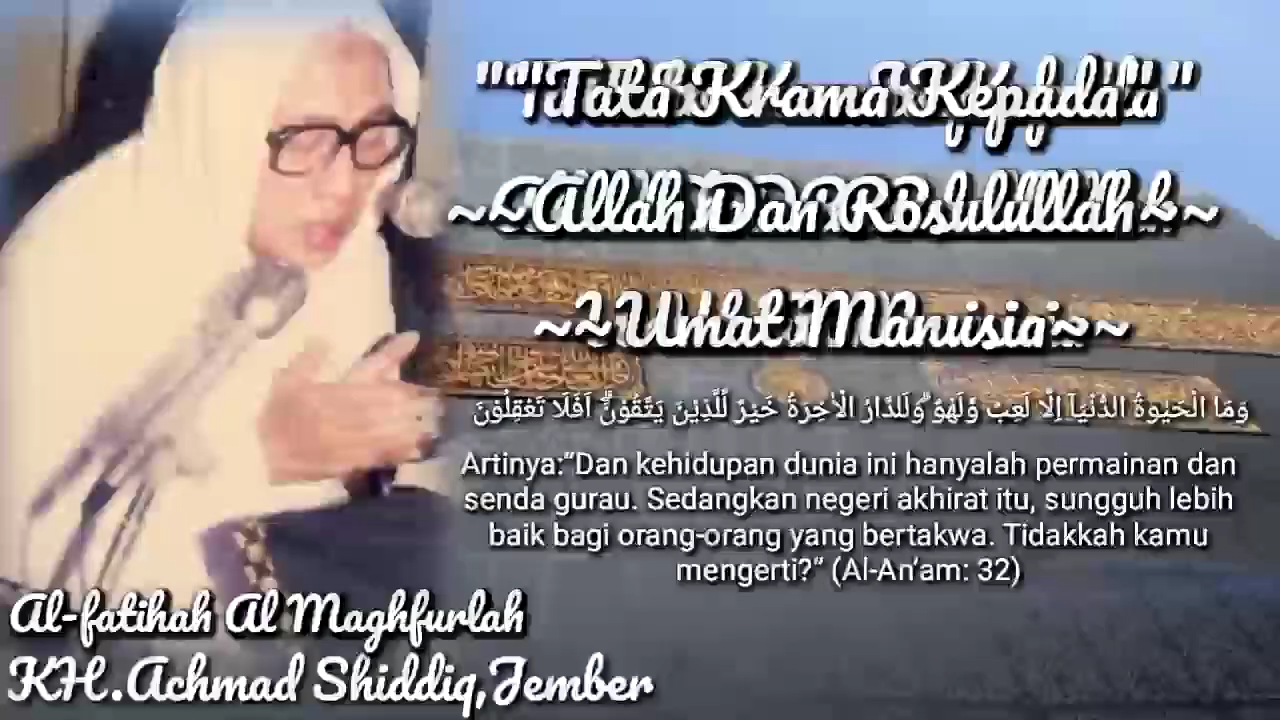 ""Tata Krama Kepada""
~~Allah Dan Rosulullah~~
~~Umat Manusia~~
وَمَا الْحَيٰوةُ الدُّنْيَآ اِلَّا لَعِبٌ وَّلَهْوٌ ۗوَلَلدَّارُ الْاٰخِرَةُ خَيْرٌ لِّلَّذِيْنَ يَتَّقُوْنَۗ اَفَلَا تَعْقِلُوْنَ
Artinya:“Dan kehidupan dunia ini hanyalah permainan dan
senda gurau. Sedangkan negeri akhirat itu, sungguh lebih
baik bagi orang-orang yang bertakwa. Tidakkah kamu
mengerti?“ (Al-An’am: 32)
Al-fatihah Al Maghfurlah
KH.Achmad Shiddiq,Jember